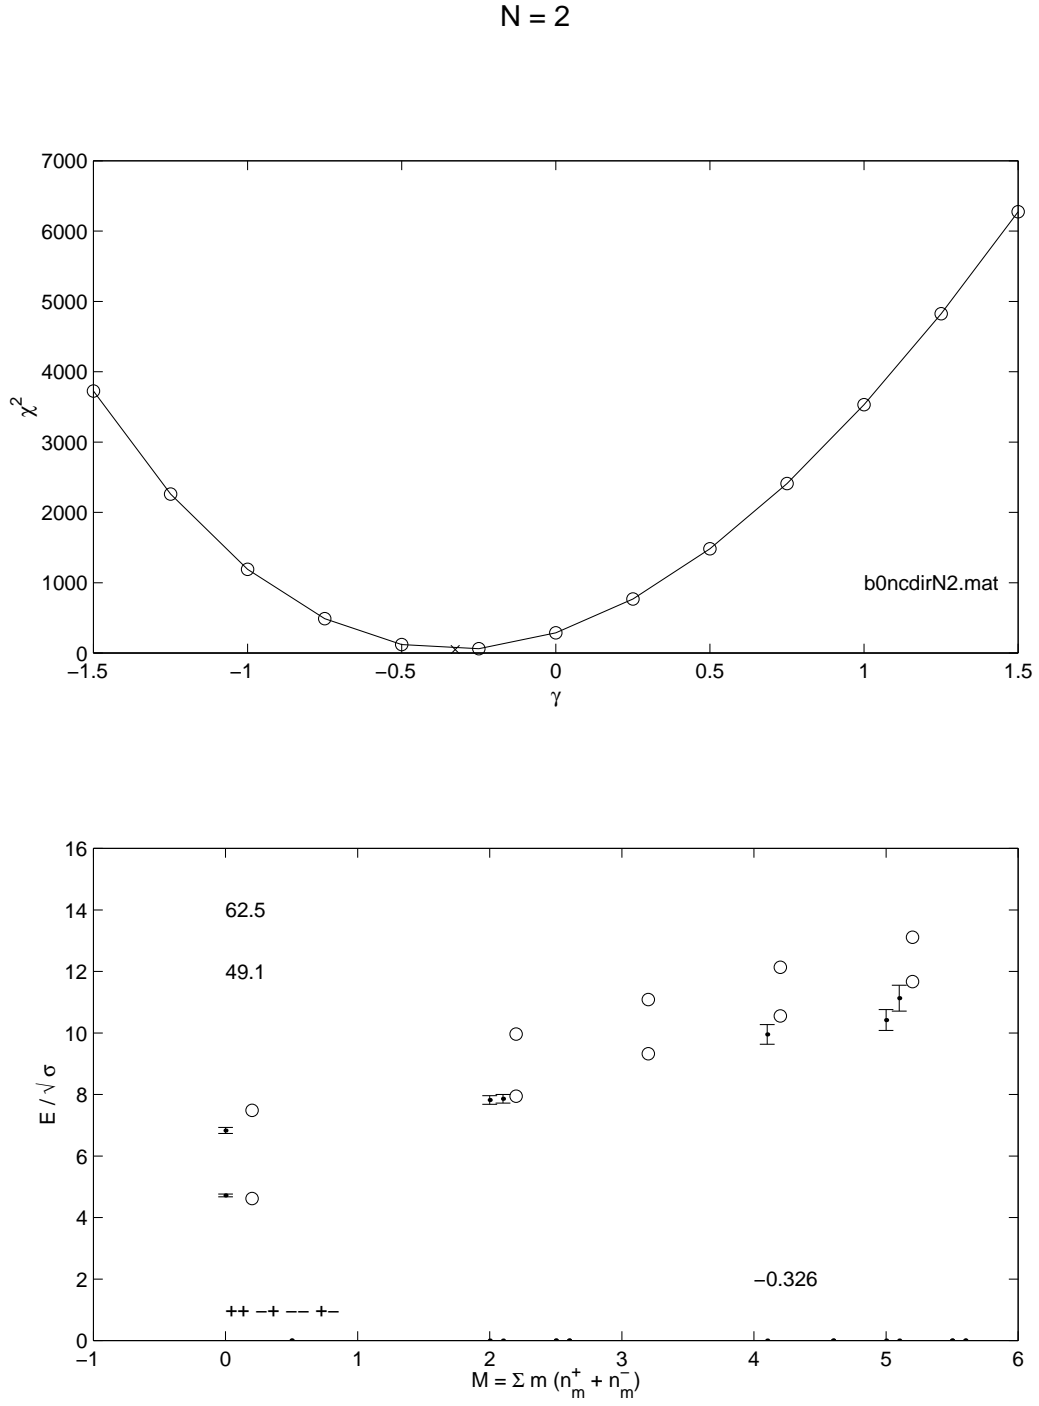 N = 2
7000
6000
5000
4000
3000
2000
1000
0
χ²
b0ncdirN2.mat
−1.5 −1 −0.5 0 0.5 1 1.5
γ
16
14
12
10
8
6
4
2
0
E / √ σ
62.5
49.1
−0.326
++ −+ −− +−
−1 0 1 2 3 4 5 6
M = Σ m (n_m^+ + n_m^−)